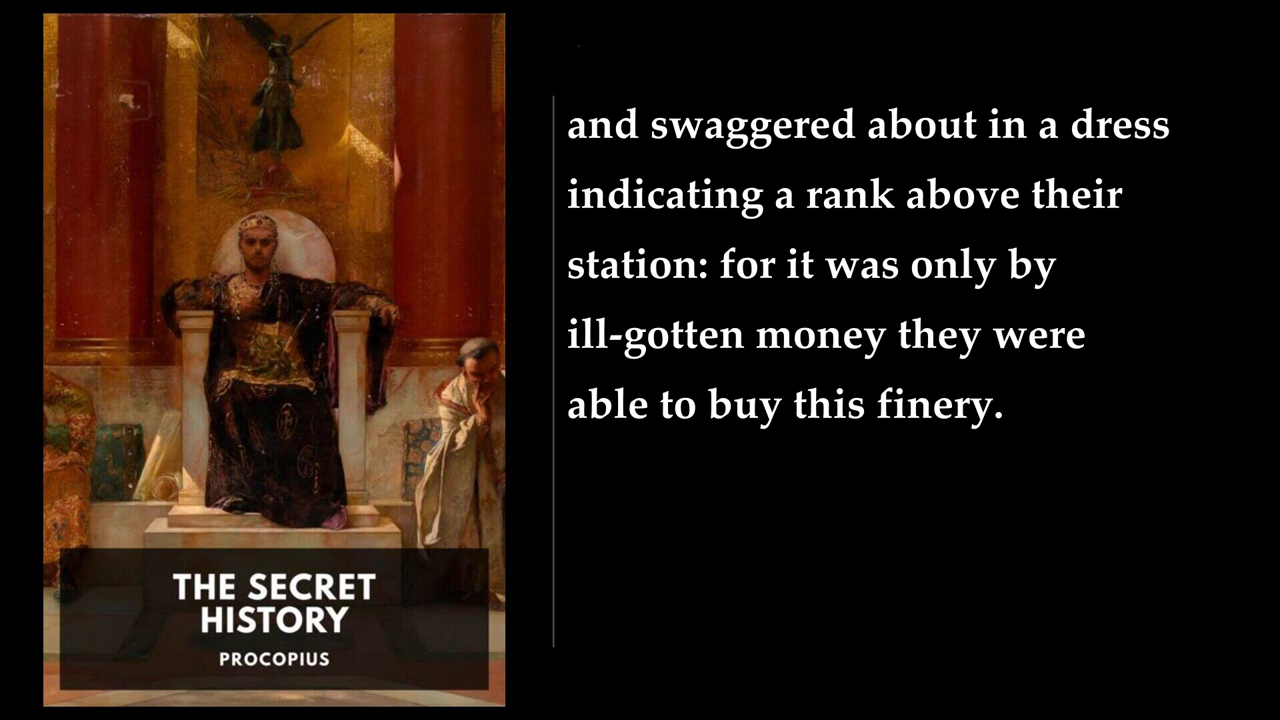 THE SECRET
HISTORY
PROCOPIUS
and swaggered about in a dress
indicating a rank above their
station: for it was only by
ill-gotten money they were
able to buy this finery.